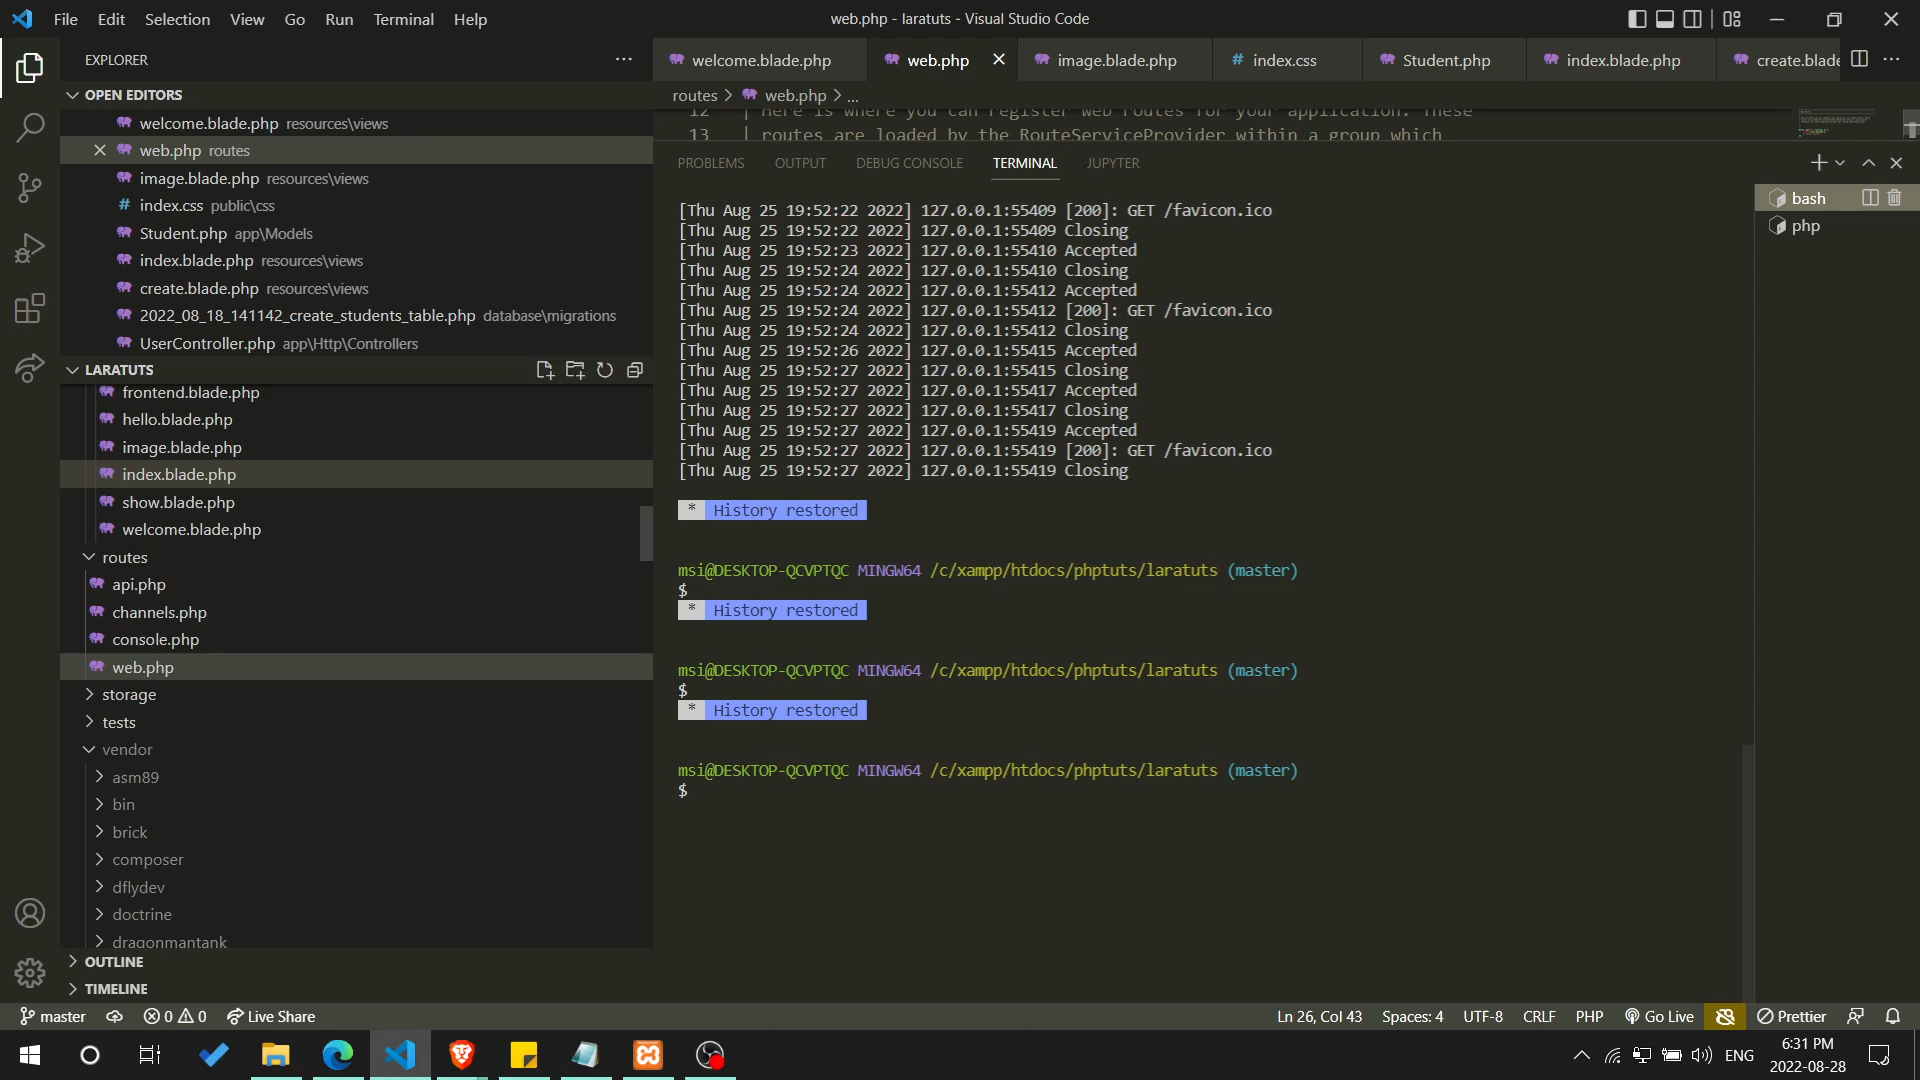 File Edit Selection View Go Run Terminal Help
web.php - laratuts - Visual Studio Code
EXPLORER
OPEN EDITORS
welcome.blade.php resources\views
web.php routes
image.blade.php resources\views
index.css public\css
Student.php app\Models
index.blade.php resources\views
create.blade.php resources\views
2022_08_18_141142_create_students_table.php database\migrations
UserController.php app\Http\Controllers
LARATUTS
frontend.blade.php
hello.blade.php
image.blade.php
index.blade.php
show.blade.php
welcome.blade.php
routes
api.php
channels.php
console.php
web.php
storage
tests
vendor
asm89
bin
brick
composer
dflydev
doctrine
dragonmantank
OUTLINE
TIMELINE
welcome.blade.php web.php image.blade.php index.css Student.php index.blade.php create.blade
routes > web.php > ...
12 | Here is where you can register web routes for your application. These
13 | routes are loaded by the RouteServiceProvider within a group which
PROBLEMS OUTPUT DEBUG CONSOLE TERMINAL JUPYTER
[Thu Aug 25 19:52:22 2022] 127.0.0.1:55409 [200]: GET /favicon.ico
[Thu Aug 25 19:52:22 2022] 127.0.0.1:55409 Closing
[Thu Aug 25 19:52:23 2022] 127.0.0.1:55410 Accepted
[Thu Aug 25 19:52:24 2022] 127.0.0.1:55410 Closing
[Thu Aug 25 19:52:24 2022] 127.0.0.1:55412 Accepted
[Thu Aug 25 19:52:24 2022] 127.0.0.1:55412 [200]: GET /favicon.ico
[Thu Aug 25 19:52:24 2022] 127.0.0.1:55412 Closing
[Thu Aug 25 19:52:26 2022] 127.0.0.1:55415 Accepted
[Thu Aug 25 19:52:27 2022] 127.0.0.1:55415 Closing
[Thu Aug 25 19:52:27 2022] 127.0.0.1:55417 Accepted
[Thu Aug 25 19:52:27 2022] 127.0.0.1:55417 Closing
[Thu Aug 25 19:52:27 2022] 127.0.0.1:55419 Accepted
[Thu Aug 25 19:52:27 2022] 127.0.0.1:55419 [200]: GET /favicon.ico
[Thu Aug 25 19:52:27 2022] 127.0.0.1:55419 Closing
* History restored
msi@DESKTOP-QCVPTQC MINGW64 /c/xampp/htdocs/phptuts/laratuts (master)
$
* History restored
msi@DESKTOP-QCVPTQC MINGW64 /c/xampp/htdocs/phptuts/laratuts (master)
$
* History restored
msi@DESKTOP-QCVPTQC MINGW64 /c/xampp/htdocs/phptuts/laratuts (master)
$
bash
php
master 0 0 Live Share
Ln 26, Col 43 Spaces: 4 UTF-8 CRLF PHP Go Live Prettier
ENG
6:31 PM
2022-08-28